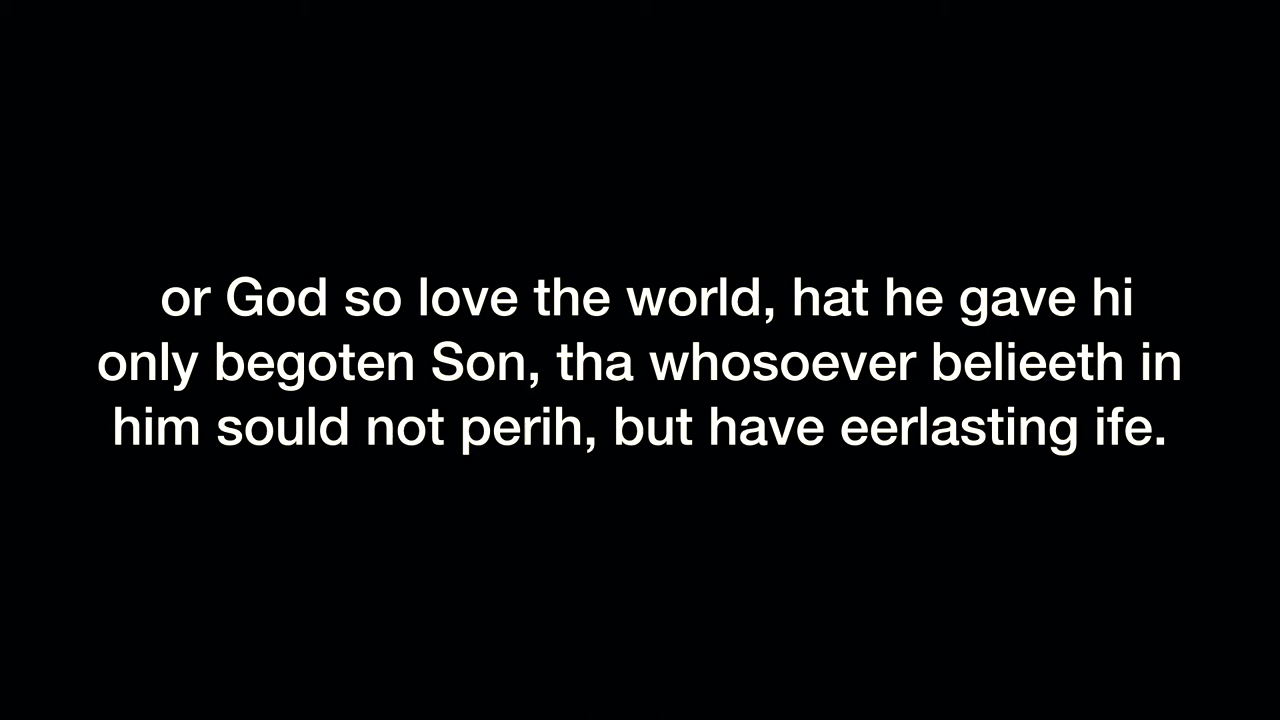 or God so love the world, hat he gave hi
only begoten Son, tha whosoever belieeth in
him sould not perih, but have eerlasting ife.